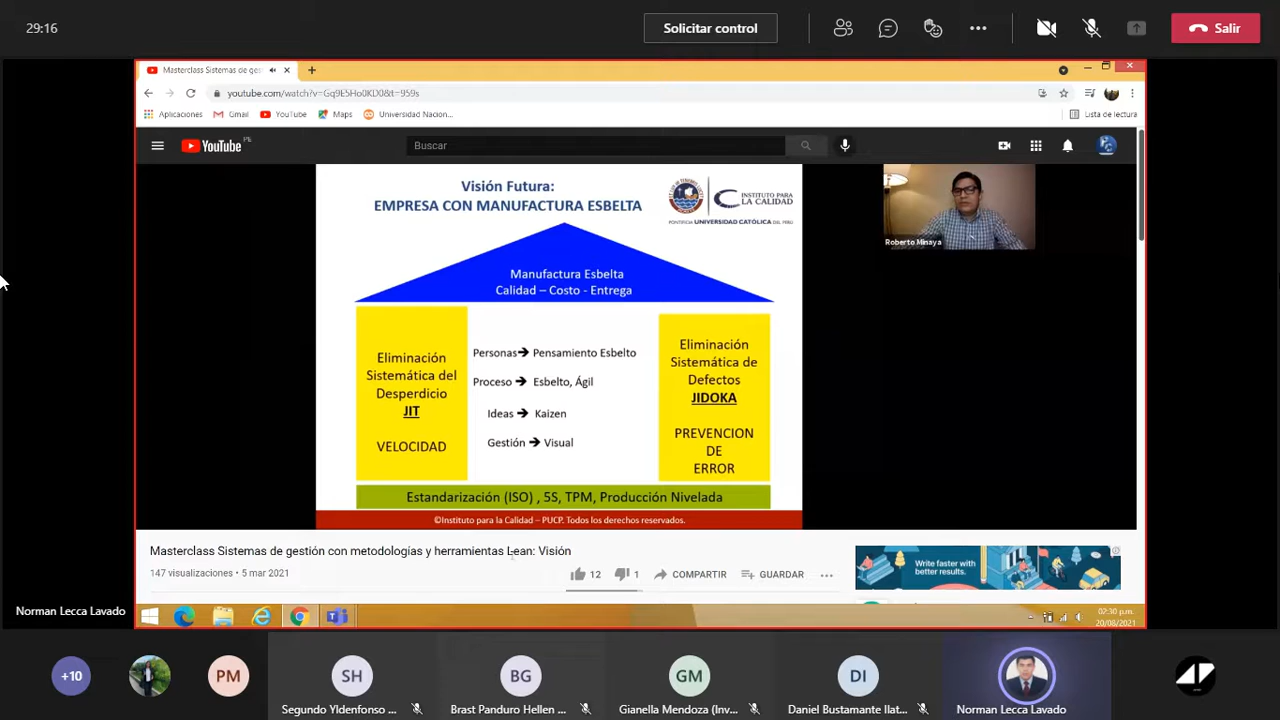 29:16
Solicitar control
Salir
Masterclass Sistemas de ges
youtube.com/watch?v=Gq9E5Ho0KD0&t=959s
Aplicaciones
Gmail
YouTube
Maps
Universidad Nacion...
Lista de lectura
YouTube PE
Buscar
Visión Futura:
EMPRESA CON MANUFACTURA ESBELTA
INSTITUTO PARA
LA CALIDAD
PONTIFICIA UNIVERSIDAD CATÓLICA DEL PERÚ
Roberto Minaya
Manufactura Esbelta
Calidad – Costo - Entrega
Eliminación
Sistemática del
Desperdicio
JIT
VELOCIDAD
Personas➔ Pensamiento Esbelto
Proceso ➔ Esbelto, Ágil
Ideas ➔ Kaizen
Gestión ➔ Visual
Eliminación
Sistemática de
Defectos
JIDOKA
PREVENCION
DE
ERROR
Estandarización (ISO) , 5S, TPM, Producción Nivelada
©Instituto para la Calidad – PUCP. Todos los derechos reservados.
Masterclass Sistemas de gestión con metodologías y herramientas Lean: Visión
147 visualizaciones • 5 mar 2021
12
1
COMPARTIR
GUARDAR
Write faster with
better results.
Norman Lecca Lavado
02:30 p.m.
20/08/2021
+10
PM
SH
Segundo Yldenfonso ...
BG
Brast Panduro Hellen ...
GM
Gianella Mendoza (Inv...
DI
Daniel Bustamante Ilat...
Norman Lecca Lavado